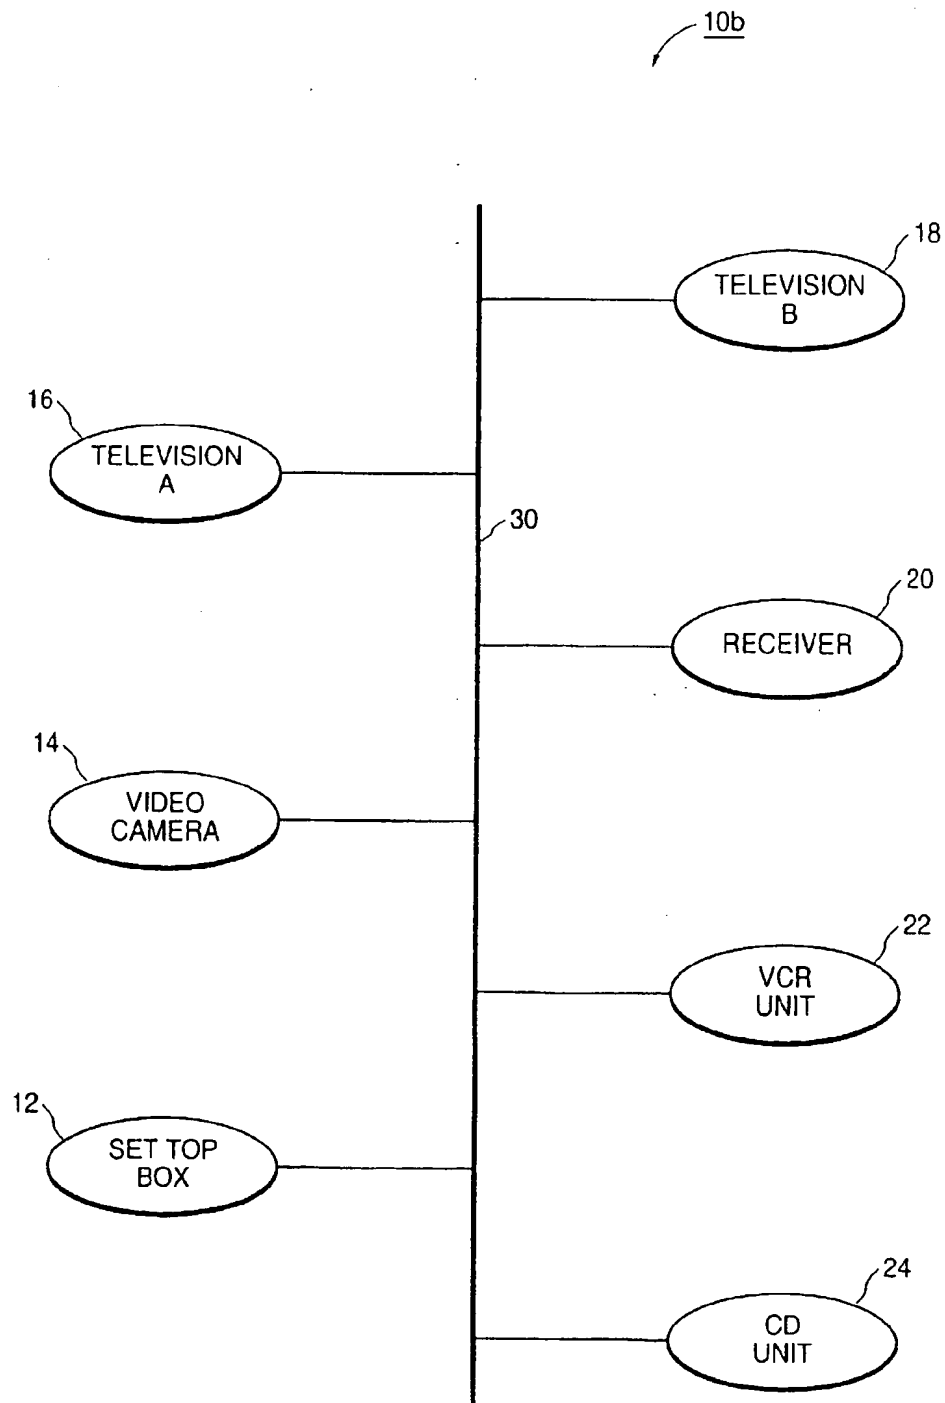 10b
18
TELEVISION
B
16
TELEVISION
A
30
20
RECEIVER
14
VIDEO
CAMERA
22
VCR
UNIT
12
SET TOP
BOX
24
CD
UNIT